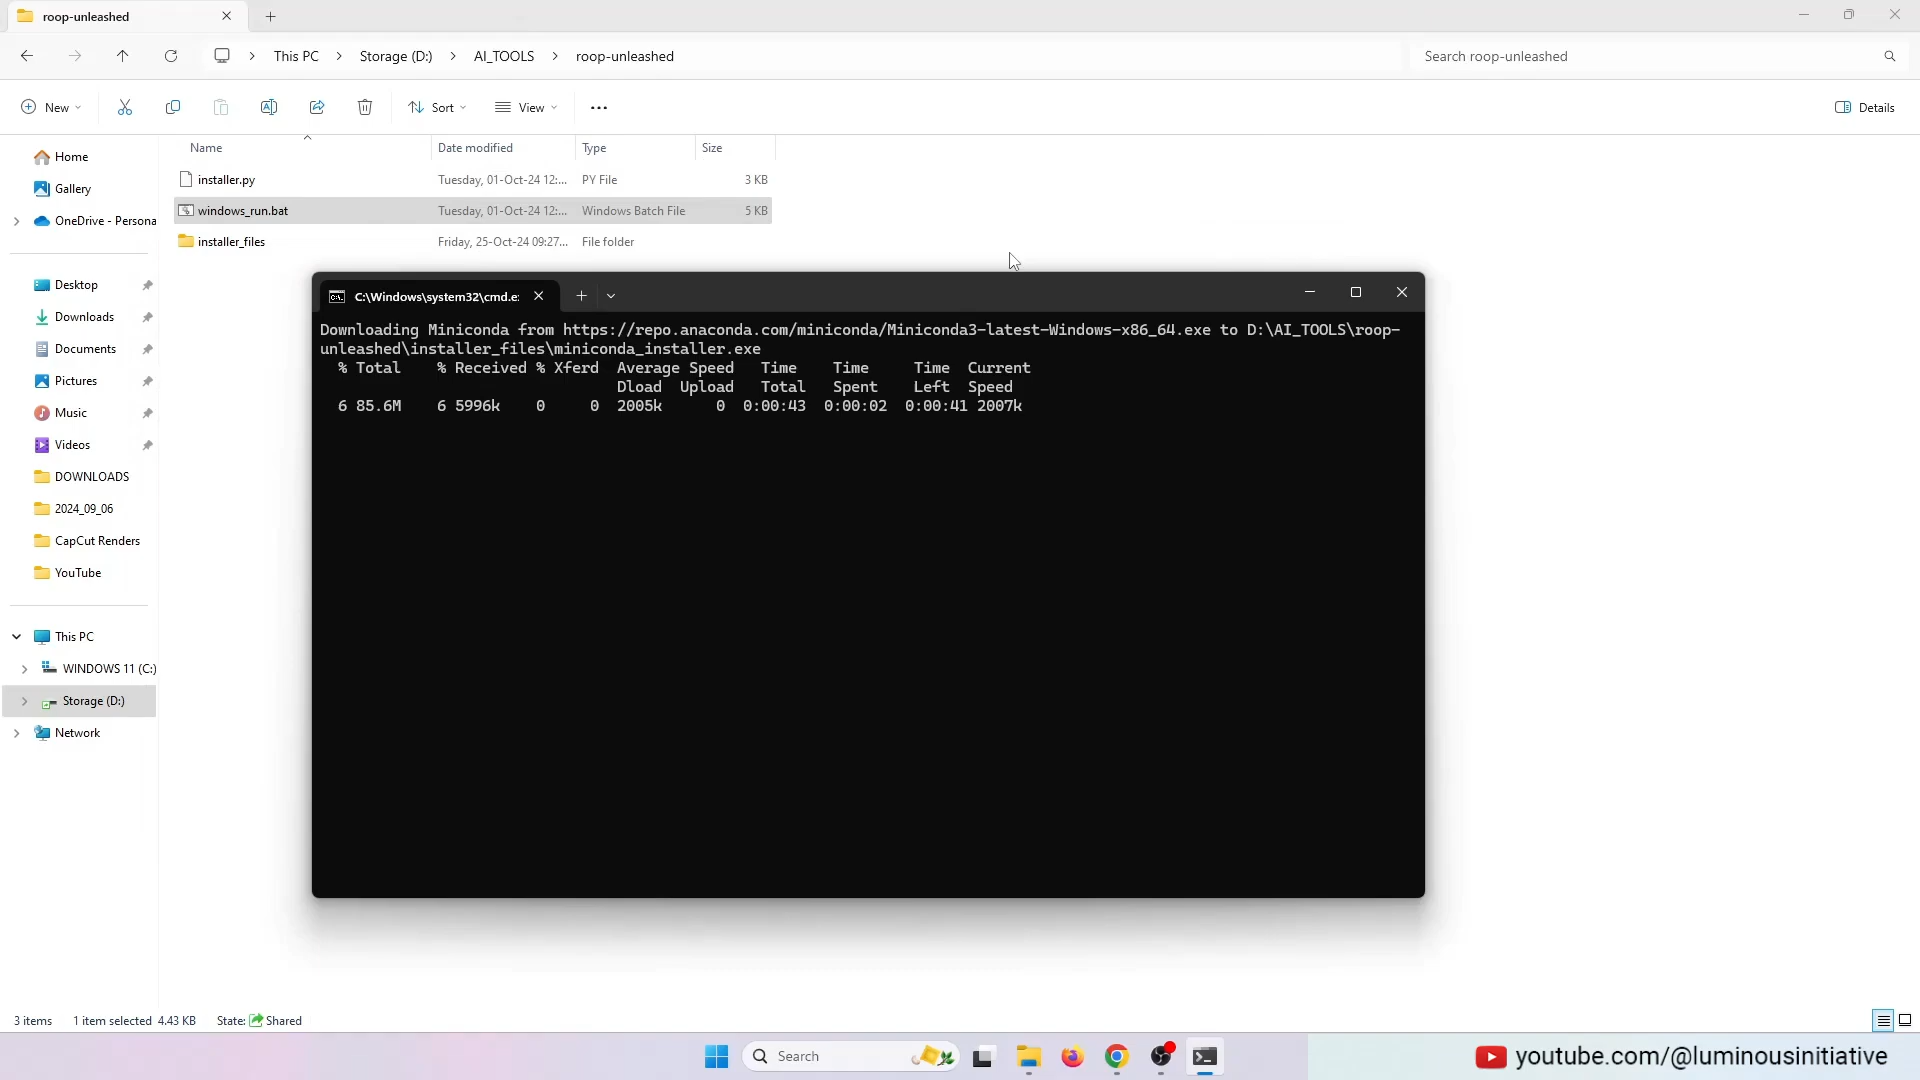 roop-unleashed
This PC
Storage (D:)
AI_TOOLS
roop-unleashed
Search roop-unleashed
New
Sort
View
Details
Name Date modified Type Size
installer.py Tuesday, 01-Oct-24 12:... PY File 3 KB
windows_run.bat Tuesday, 01-Oct-24 12:... Windows Batch File 5 KB
installer_files Friday, 25-Oct-24 09:27... File folder
Home
Gallery
OneDrive - Persona
Desktop
Downloads
Documents
Pictures
Music
Videos
DOWNLOADS
2024_09_06
CapCut Renders
YouTube
This PC
WINDOWS 11 (C:)
Storage (D:)
Network
C:\Windows\system32\cmd.e:
Downloading Miniconda from https://repo.anaconda.com/miniconda/Miniconda3-latest-Windows-x86_64.exe to D:\AI_TOOLS\roop-
unleashed\installer_files\miniconda_installer.exe
% Total % Received % Xferd Average Speed Time Time Time Current
Dload Upload Total Spent Left Speed
6 85.6M 6 5996k 0 0 2005k 0 0:00:43 0:00:02 0:00:41 2007k
3 items 1 item selected 4.43 KB State: Shared
Search
youtube.com/@luminousinitiative